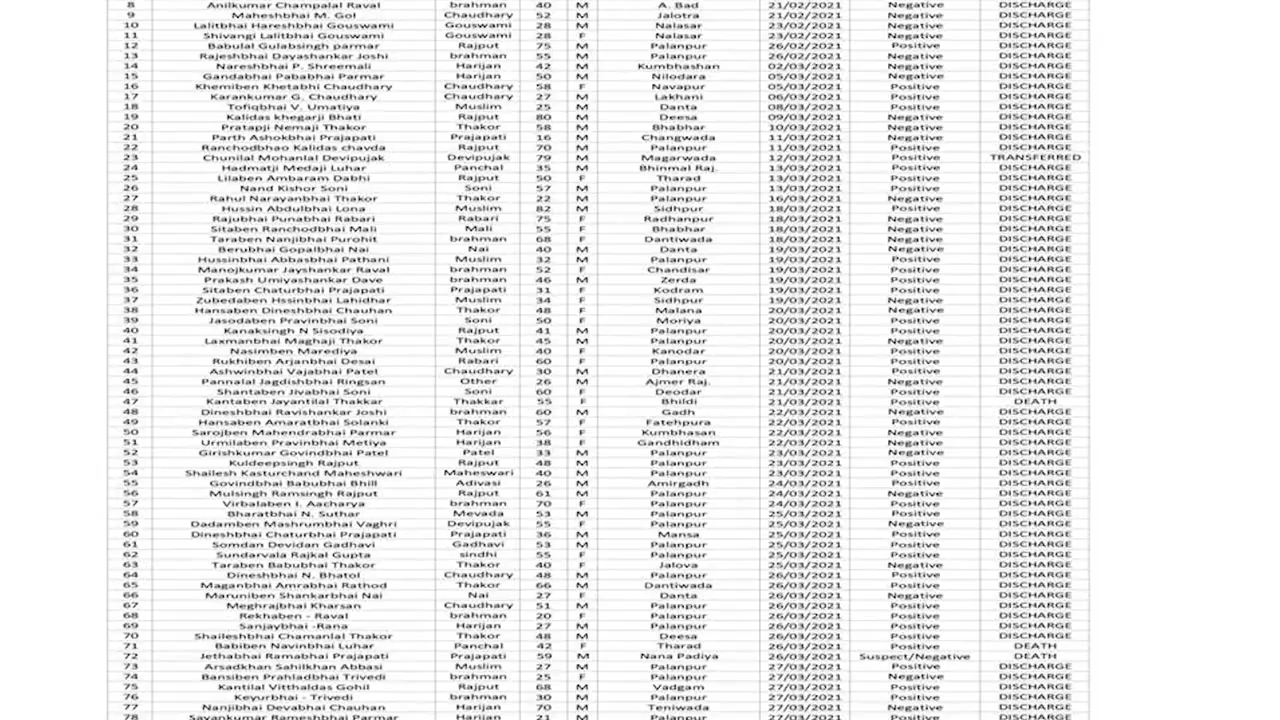 8 Anilkumar Champalal Raval brahman 40 M A. Bad 21/02/2021 Negative DISCHARGE
9 Maheshbhai M. Gol Chaudhary 52 M Jalotra 21/02/2021 Negative DISCHARGE
10 Lalitbhai Hareshbhai Gouswami Gouswami 28 M Nalasar 23/02/2021 Negative DISCHARGE
11 Shivangi Lalitbhai Gouswami Gouswami 28 F Nalasar 23/02/2021 Negative DISCHARGE
12 Babulal Gulabsingh parmar Rajput 75 M Palanpur 26/02/2021 Positive DISCHARGE
13 Rajeshbhai Dayashankar Joshi brahman 55 M Palanpur 26/02/2021 Negative DISCHARGE
14 Nareshbhai P. Shreemali Harijan 42 M Kumbhashan 02/03/2021 Negative DISCHARGE
15 Gandabhai Pababhai Parmar Harijan 50 M Nilodara 05/03/2021 Negative DISCHARGE
16 Khemiben Khetabhi Chaudhary Chaudhary 58 F Navapur 05/03/2021 Positive DISCHARGE
17 Karankumar G. Chaudhary Chaudhary 27 M Lakhani 06/03/2021 Positive DISCHARGE
18 Tofiqbhai V. Umatiya Muslim 25 M Danta 08/03/2021 Negative DISCHARGE
19 Kalidas khegarji Bhati Rajput 80 M Deesa 09/03/2021 Negative DISCHARGE
20 Pratapji Nemaji Thakor Thakor 58 M Bhabhar 10/03/2021 Negative DISCHARGE
21 Parth Ashokbhai Prajapati Prajapati 16 M Changwada 11/03/2021 Negative DISCHARGE
22 Ranchodbhao Kalidas chavda Rajput 70 M Palanpur 11/03/2021 Positive DISCHARGE
23 Chunilal Mohanlal Devipujak Devipujak 79 M Magarwada 12/03/2021 Positive TRANSFERRED
24 Hadmatji Medaji Luhar Panchal 35 M Bhinmal Raj. 13/03/2021 Positive DISCHARGE
25 Lilaben Ambaram Dabhi Rajput 50 F Tharad 13/03/2021 Positive DISCHARGE
26 Nand Kishor Soni Soni 57 M Palanpur 13/03/2021 Positive DISCHARGE
27 Rahul Narayanbhai Thakor Thakor 22 M Palanpur 16/03/2021 Negative DISCHARGE
28 Hussin Abdulbhai Lona Muslim 82 M Sidhpur 18/03/2021 Positive DISCHARGE
29 Rajubhai Punabhai Rabari Rabari 75 F Radhanpur 18/03/2021 Negative DISCHARGE
30 Sitaben Ranchodbhai Mali Mali 55 F Bhabhar 18/03/2021 Negative DISCHARGE
31 Taraben Nanjibhai Purohit brahman 68 F Dantiwada 18/03/2021 Negative DISCHARGE
32 Berubhai Gopalbhai Nai Nai 40 M Danta 19/03/2021 Negative DISCHARGE
33 Hussinbhai Abbasbhai Pathani Muslim 32 M Palanpur 19/03/2021 Positive DISCHARGE
34 Manojkumar Jayshankar Raval brahman 52 F Chandisar 19/03/2021 Positive DISCHARGE
35 Prakash Umiyashankar Dave brahman 46 M Zerda 19/03/2021 Positive DISCHARGE
36 Sitaben Chaturbhai Prajapati Prajapati 31 F Kodram 19/03/2021 Positive DISCHARGE
37 Zubedaben Hssinbhai Lahidhar Muslim 34 F Sidhpur 19/03/2021 Negative DISCHARGE
38 Hansaben Dineshbhai Chauhan Thakor 48 F Malana 20/03/2021 Negative DISCHARGE
39 Jasodaben Pravinbhai Soni Soni 50 F Moriya 20/03/2021 Positive DISCHARGE
40 Kanaksingh N Sisodiya Rajput 41 M Palanpur 20/03/2021 Positive DISCHARGE
41 Laxmanbhai Maghaji Thakor Thakor 45 M Palanpur 20/03/2021 Negative DISCHARGE
42 Nasimben Marediya Muslim 40 F Kanodar 20/03/2021 Positive DISCHARGE
43 Rukhiben Arjanbhai Desai Rabari 60 F Palanpur 20/03/2021 Positive DISCHARGE
44 Ashwinbhai Vajabhai Patel Chaudhary 30 M Dhanera 21/03/2021 Positive DISCHARGE
45 Pannalal Jagdishbhai Ringsan Other 26 M Ajmer Raj. 21/03/2021 Negative DISCHARGE
46 Shantaben Jivabhai Soni Soni 60 F Deodar 21/03/2021 Positive DISCHARGE
47 Kantaben Jayantilal Thakkar Thakkar 55 F Bhildi 21/03/2021 Positive DEATH
48 Dineshbhai Ravishankar Joshi brahman 60 M Gadh 22/03/2021 Negative DISCHARGE
49 Hansaben Amaratbhai Solanki Thakor 57 F Fatehpura 22/03/2021 Positive DISCHARGE
50 Sarojben Mahendrabhai Parmar Harijan 56 F Kumbhasan 22/03/2021 Negative DISCHARGE
51 Urmilaben Pravinbhai Metiya Harijan 38 F Gandhidham 22/03/2021 Negative DISCHARGE
52 Girishkumar Govindbhai Patel Patel 33 M Palanpur 23/03/2021 Negative DISCHARGE
53 Kuldeepsingh Rajput Rajput 48 M Palanpur 23/03/2021 Positive DISCHARGE
54 Shailesh Kasturchand Maheshwari Maheswari 40 M Palanpur 23/03/2021 Positive DISCHARGE
55 Govindbhai Babubhai Bhill Adivasi 26 M Amirgadh 24/03/2021 Positive DISCHARGE
56 Mulsingh Ramsingh Rajput Rajput 61 M Palanpur 24/03/2021 Negative DISCHARGE
57 Virbalaben I. Aacharya brahman 70 F Palanpur 24/03/2021 Positive DISCHARGE
58 Bharatbhai N. Suthar Mevada 53 M Palanpur 25/03/2021 Positive DISCHARGE
59 Dadamben Mashrumbhai Vaghri Devipujak 55 F Palanpur 25/03/2021 Negative DISCHARGE
60 Dineshbhai Chaturbhai Prajapati Prajapati 36 M Mansa 25/03/2021 Positive DISCHARGE
61 Somdan Devidan Gadhavi Gadhavi 53 M Palanpur 25/03/2021 Positive DISCHARGE
62 Sundarvala Rajkal Gupta sindhi 55 F Palanpur 25/03/2021 Positive DISCHARGE
63 Taraben Babubhai Thakor Thakor 40 F Jalova 25/03/2021 Negative DISCHARGE
64 Dineshbhai N. Bhatol Chaudhary 48 M Palanpur 26/03/2021 Positive DISCHARGE
65 Maganbhai Amrabhai Rathod Thakor 66 M Dantiwada 26/03/2021 Positive DISCHARGE
66 Maruniben Shankarbhai Nai Nai 27 F Danta 26/03/2021 Negative DISCHARGE
67 Meghrajbhai Kharsan Chaudhary 51 M Palanpur 26/03/2021 Positive DISCHARGE
68 Rekhaben - Raval brahman 20 F Palanpur 26/03/2021 Positive DISCHARGE
69 Sanjaybhai -Rana Harijan 27 M Palanpur 26/03/2021 Positive DISCHARGE
70 Shaileshbhai Chamanlal Thakor Thakor 48 M Deesa 26/03/2021 Positive DISCHARGE
71 Babiben Navinbhai Luhar Panchal 42 F Tharad 26/03/2021 Positive DEATH
72 Jethabhai Ramabhai Prajapati Prajapati 59 M Nana Padiya 26/03/2021 Suspect/Negative DEATH
73 Arsadkhan Sahilkhan Abbasi Muslim 27 M Palanpur 27/03/2021 Positive DISCHARGE
74 Bansiben Prahladbhai Trivedi brahman 25 F Palanpur 27/03/2021 Negative DISCHARGE
75 Kantilal Vitthaldas Gohil Rajput 68 M Vadgam 27/03/2021 Positive DISCHARGE
76 Keyurbhai - Trivedi brahman 30 M Palanpur 27/03/2021 Positive DISCHARGE
77 Nanjibhai Devabhai Chauhan Harijan 70 M Teniwada 27/03/2021 Negative DISCHARGE
78 Savankumar Rameshbhai Parmar Harijan 21 M Palanpur 27/03/2021 Positive DISCHARGE